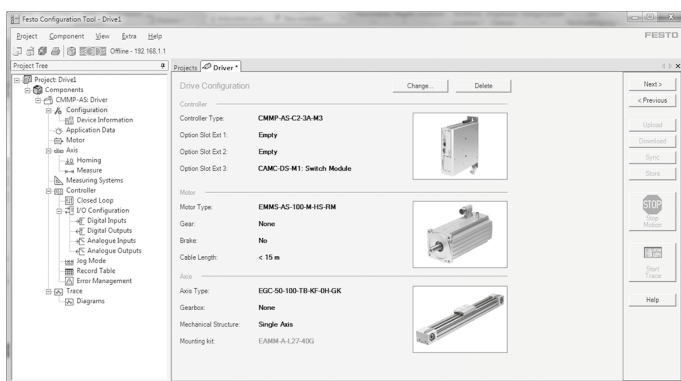 Festo Configuration Tool - Drive1
Project Component View Extra Help
FESTO
Offline - 192.168.1.1
Project Tree
Projects Driver *
Project: Drive1
Components
CMMP-AS: Driver
Configuration
Device Information
Application Data
Motor
Axis
Homing
Measure
Measuring Systems
Controller
Closed Loop
I/O Configuration
Digital Inputs
Digital Outputs
Analogue Inputs
Analogue Outputs
Jog Mode
Record Table
Error Management
Trace
Diagrams
Drive Configuration
Change...
Delete
Controller
Controller Type: CMMP-AS-C2-3A-M3
Option Slot Ext 1: Empty
Option Slot Ext 2: Empty
Option Slot Ext 3: CAMC-DS-M1: Switch Module
Motor
Motor Type: EMMS-AS-100-M-HS-RM
Gear: None
Brake: No
Cable Length: < 15 m
Axis
Axis Type: EGC-50-100-TB-KF-0H-GK
Gearbox: None
Mechanical Structure: Single Axis
Mounting kit: EAMM-A-L27-40G
Next >
< Previous
Upload
Download
Sync
Store
STOP
Stop
Motion
Start
Trace
Help